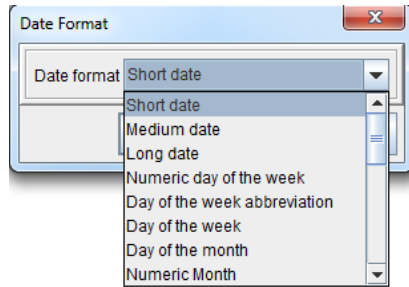 Date Format
Date format Short date
Short date
Medium date
Long date
Numeric day of the week
Day of the week abbreviation
Day of the week
Day of the month
Numeric Month